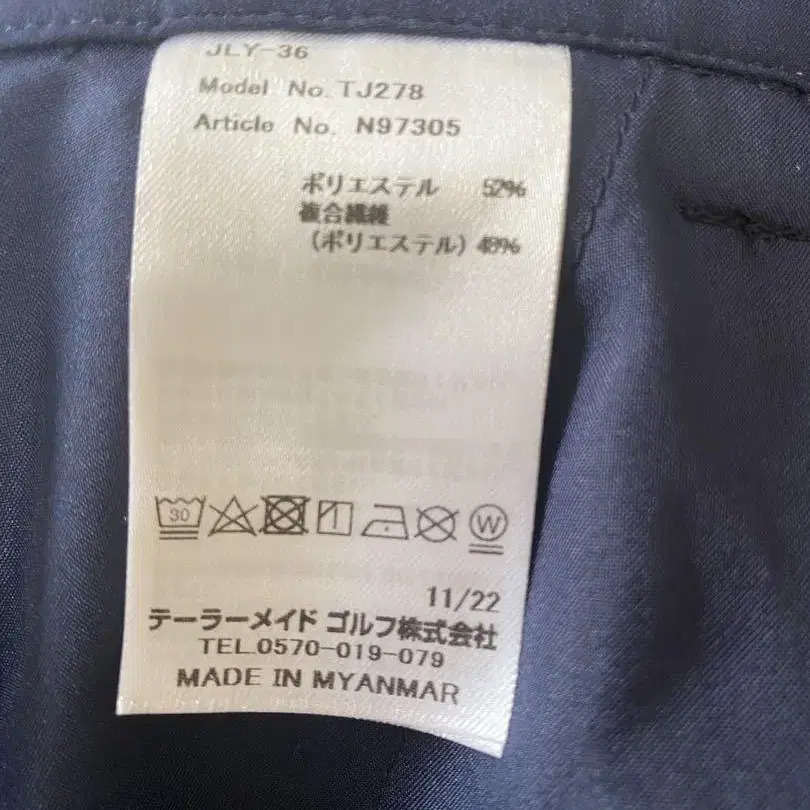 JLY-36
Model No. TJ278
Article No. N97305
ポリエステル 52%
複合繊維
(ポリエステル) 48%
30
W
11/22
テーラーメイド ゴルフ株式会社
TEL.0570-019-079
MADE IN MYANMAR